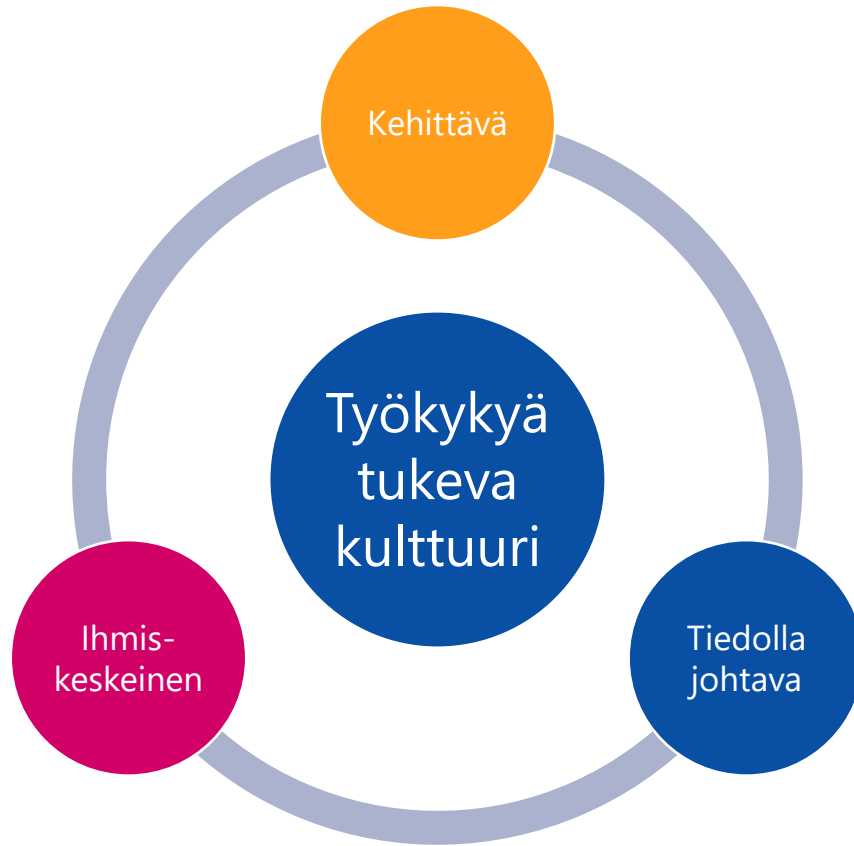 Kehittävä
Työkykyä
tukeva
kulttuuri
Ihmis-
keskeinen
Tiedolla
johtava